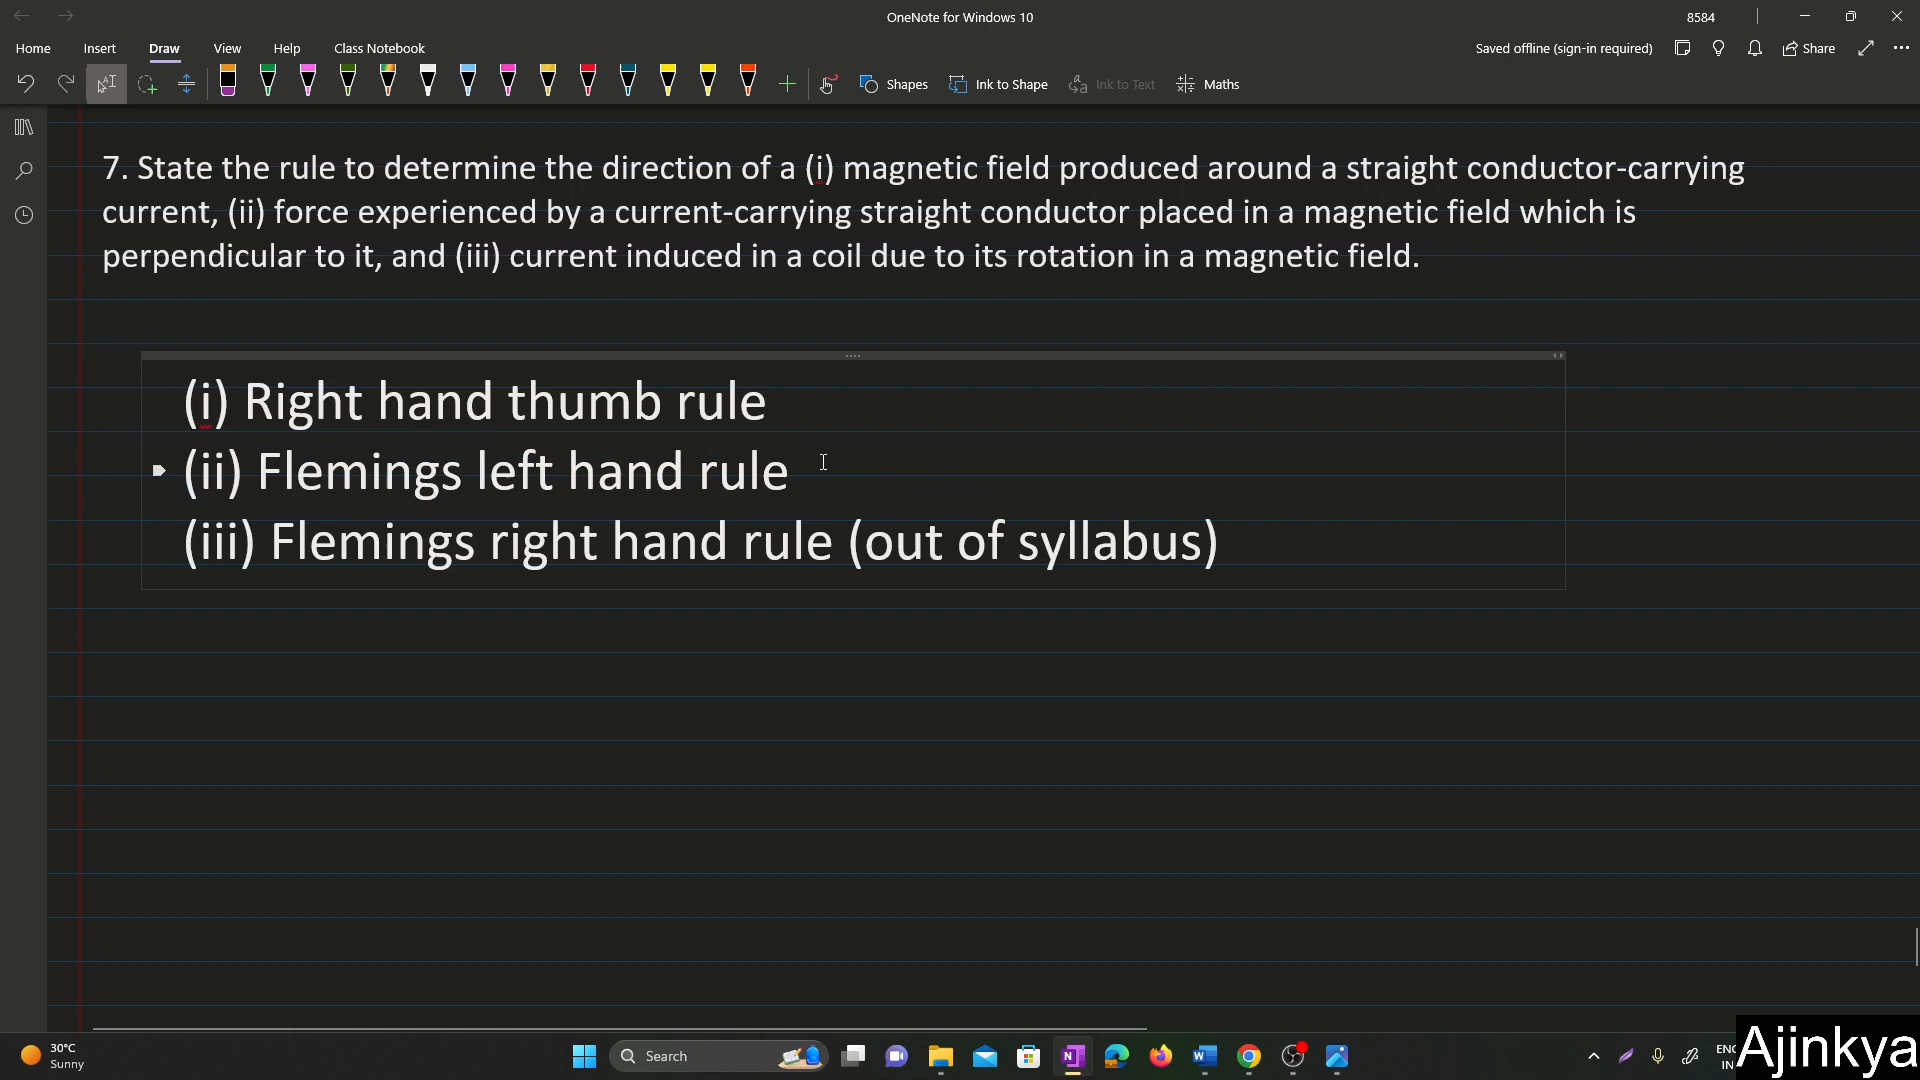 OneNote for Windows 10
8584
Home Insert Draw View Help Class Notebook
Saved offline (sign-in required)
Share
Shapes
Ink to Shape
Ink to Text
Maths
7. State the rule to determine the direction of a (i) magnetic field produced around a straight conductor-carrying
current, (ii) force experienced by a current-carrying straight conductor placed in a magnetic field which is
perpendicular to it, and (iii) current induced in a coil due to its rotation in a magnetic field.
(i) Right hand thumb rule
(ii) Flemings left hand rule
(iii) Flemings right hand rule (out of syllabus)
30°C
Sunny
Search
ENG
IN
Ajinkya